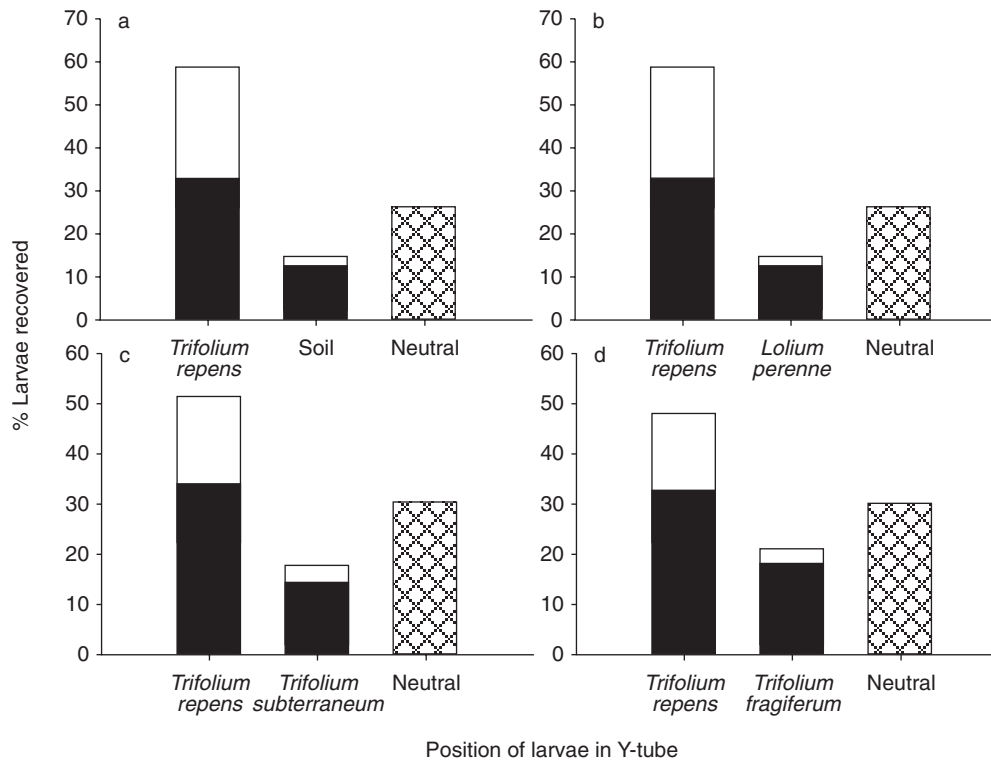 a
70
60
50
40
30
20
10
0
Trifolium repens
Soil
Neutral
b
70
60
50
40
30
20
10
0
Trifolium repens
Lolium perenne
Neutral
% Larvae recovered
c
60
50
40
30
20
10
0
Trifolium repens
Trifolium subterraneum
Neutral
d
60
50
40
30
20
10
0
Trifolium repens
Trifolium fragiferum
Neutral
Position of larvae in Y-tube